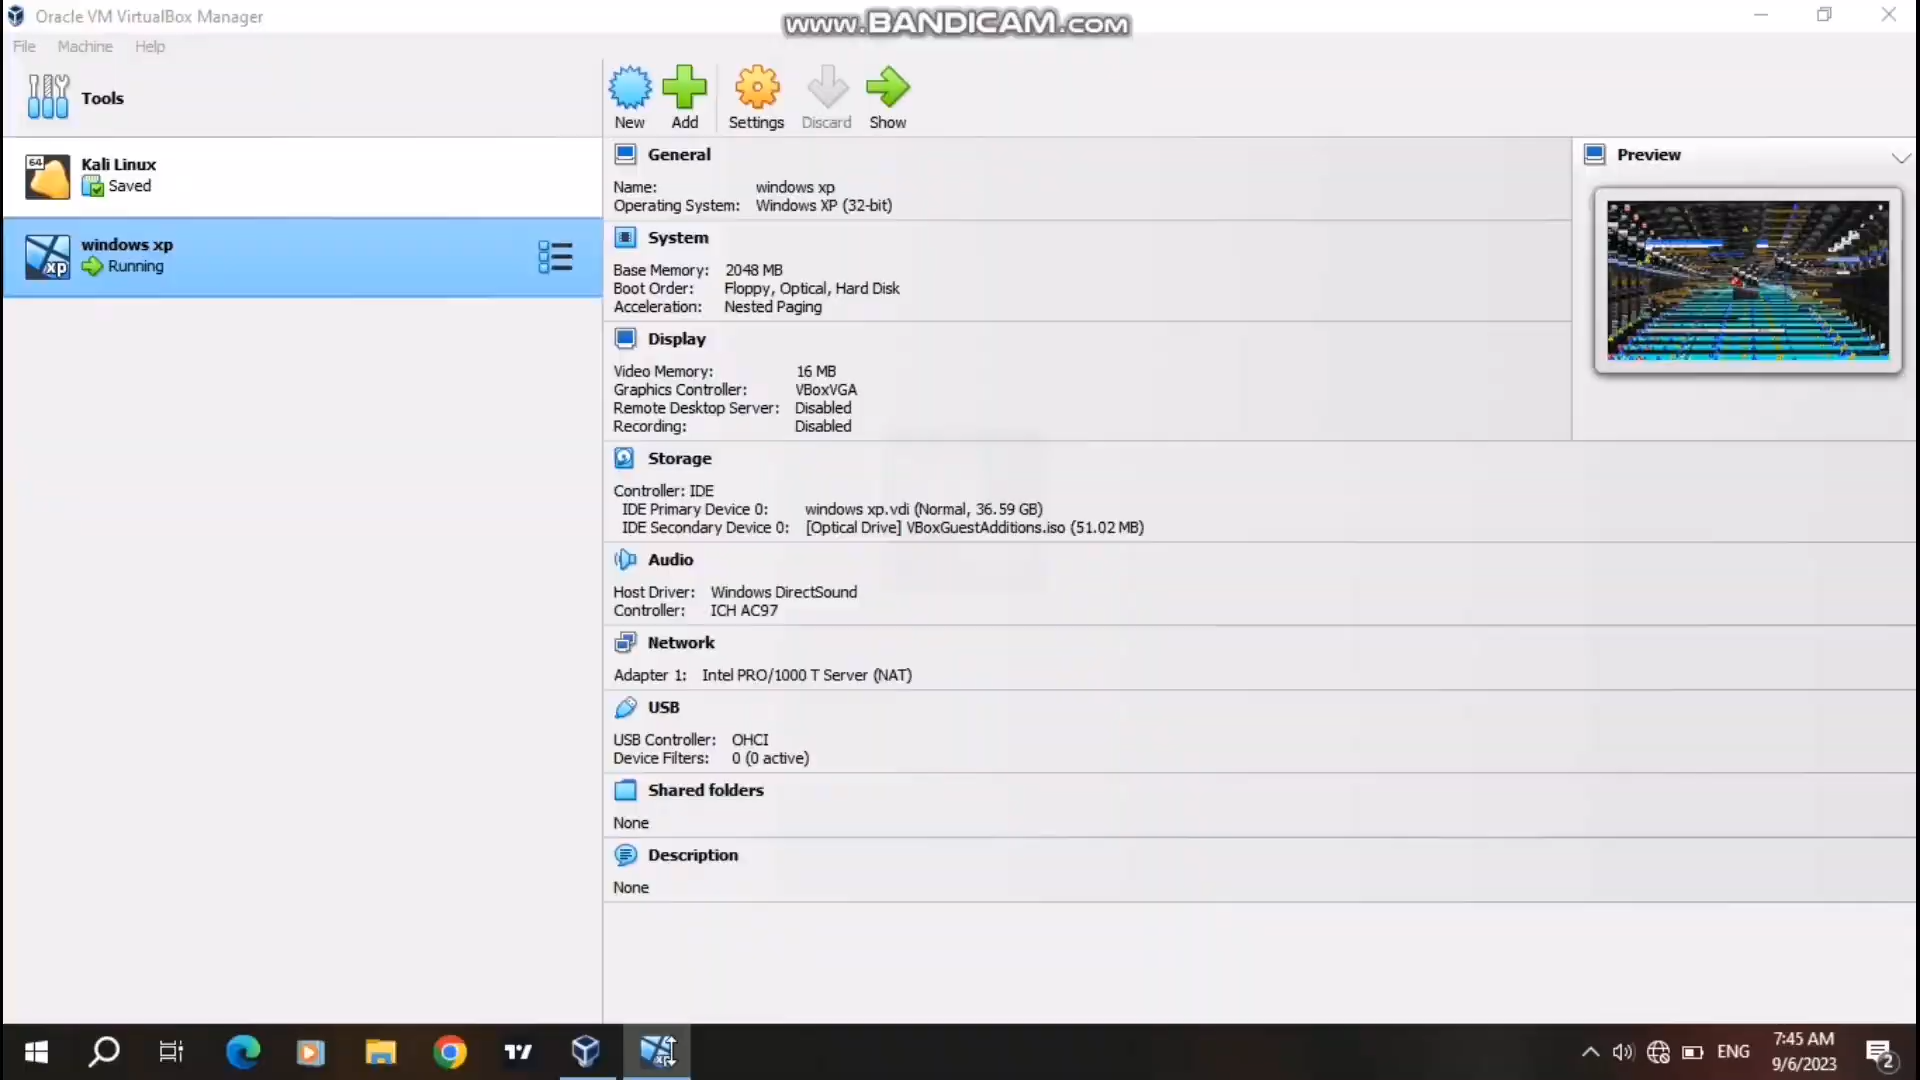 Oracle VM VirtualBox Manager
www.BANDICAM.com
File Machine Help
Tools
New Add Settings Discard Show
64
Kali Linux
Saved
xp
windows xp
Running
General
Name: windows xp
Operating System: Windows XP (32-bit)
System
Base Memory: 2048 MB
Boot Order: Floppy, Optical, Hard Disk
Acceleration: Nested Paging
Display
Video Memory: 16 MB
Graphics Controller: VBoxVGA
Remote Desktop Server: Disabled
Recording: Disabled
Preview
Storage
Controller: IDE
IDE Primary Device 0: windows xp.vdi (Normal, 36.59 GB)
IDE Secondary Device 0: [Optical Drive] VBoxGuestAdditions.iso (51.02 MB)
Audio
Host Driver: Windows DirectSound
Controller: ICH AC97
Network
Adapter 1: Intel PRO/1000 T Server (NAT)
USB
USB Controller: OHCI
Device Filters: 0 (0 active)
Shared folders
None
Description
None
ENG
7:45 AM
9/6/2023
2